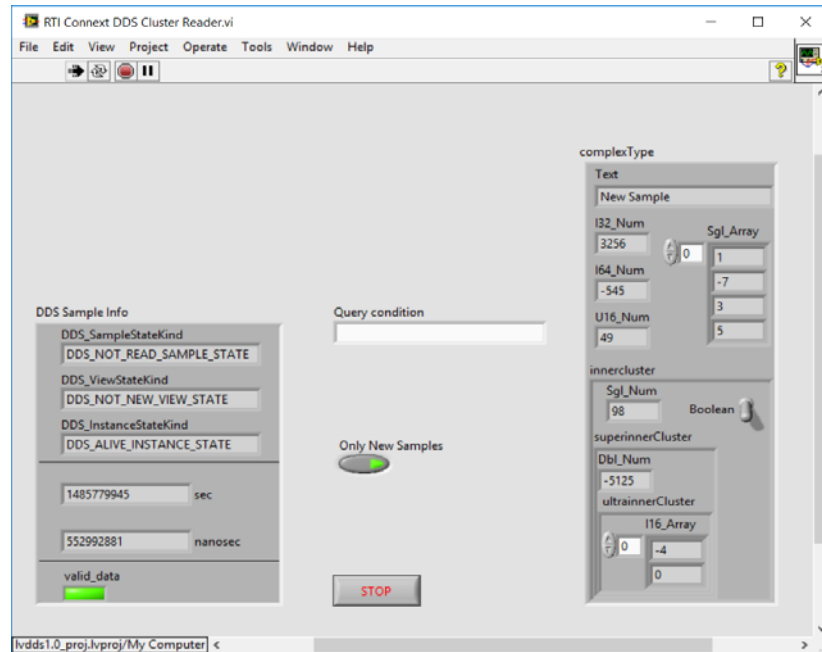 RTI Connext DDS Cluster Reader.vi
File Edit View Project Operate Tools Window Help
complexType
Text
New Sample
I32_Num
3256
Sgl_Array
0
1
-7
3
5
I64_Num
-545
U16_Num
49
DDS Sample Info
DDS_SampleStateKind
DDS_NOT_READ_SAMPLE_STATE
DDS_ViewStateKind
DDS_NOT_NEW_VIEW_STATE
DDS_InstanceStateKind
DDS_ALIVE_INSTANCE_STATE
1485779945 sec
552992881 nanosec
valid_data
Query condition
Only New Samples
STOP
innercluster
Sgl_Num
98
Boolean
superinnerCluster
Dbl_Num
-5125
ultrainnerCluster
I16_Array
0
-4
0
lvdds1.0_proj.lvproj/My Computer